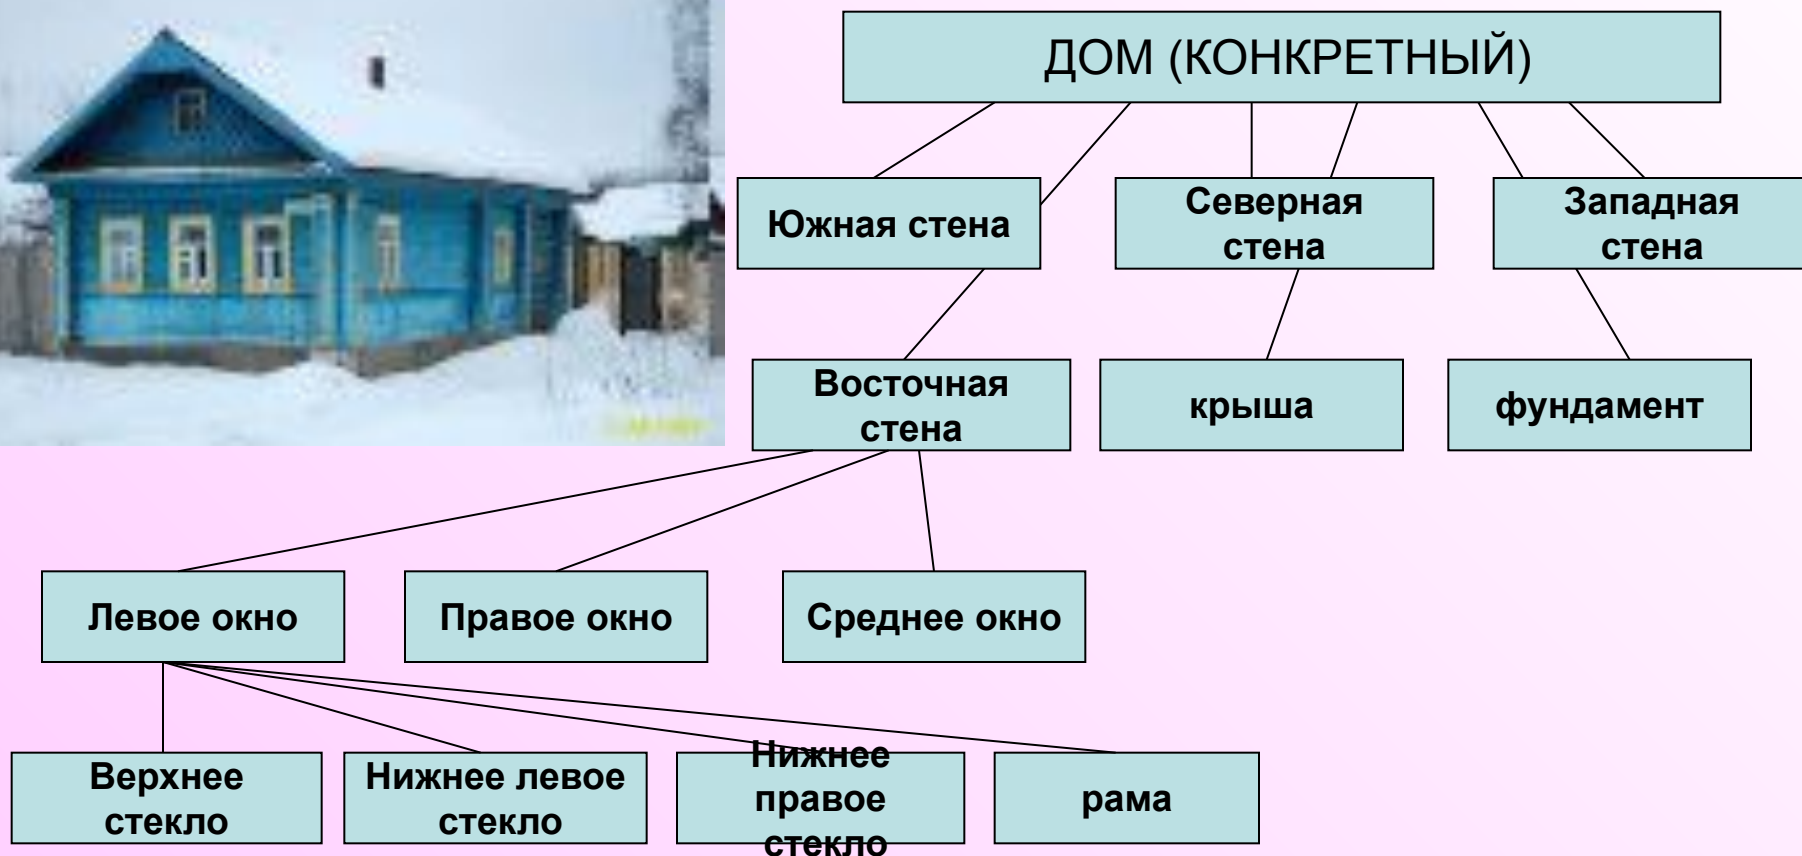 ДОМ (КОНКРЕТНЫЙ)
Южная стена
Северная
стена
Западная
стена
Восточная
стена
крыша
фундамент
Левое окно
Правое окно
Среднее окно
Верхнее
стекло
Нижнее левое
стекло
Нижнее
правое
стекло
рама